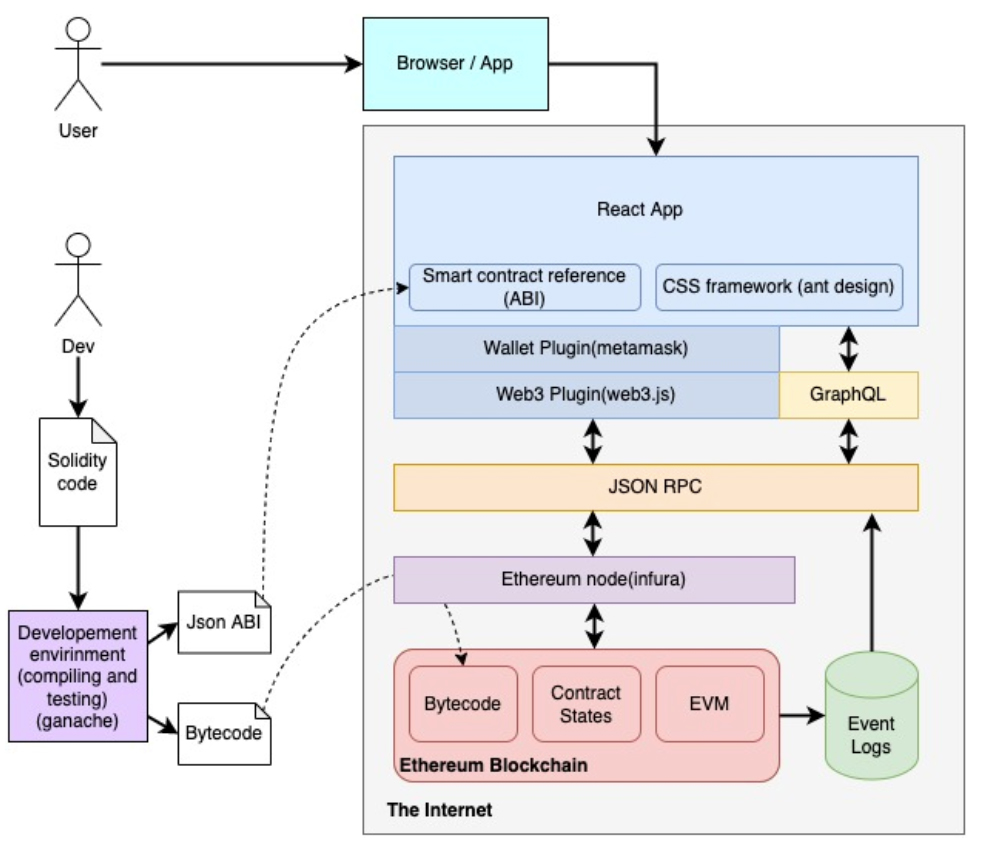 User
Browser / App
React App
Smart contract reference
(ABI)
CSS framework (ant design)
Wallet Plugin(metamask)
Web3 Plugin(web3.js)
GraphQL
JSON RPC
Ethereum node(infura)
Bytecode
Contract
States
EVM
Ethereum Blockchain
Event
Logs
The Internet
Dev
Solidity
code
Developement
envirinment
(compiling and
testing)
(ganache)
Json ABI
Bytecode